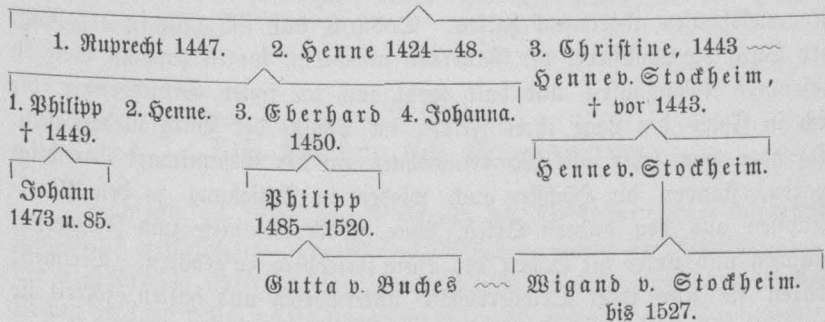 1. Ruprecht 1447. 2. Henne 1424—48. 3. Christine, 1443
Henne v. Stockheim,
† vor 1443.
1. Philipp 2. Henne. 3. Eberhard 4. Johanna.
† 1449. 1450.
Henne v. Stockheim.
Johann
1473 u. 85.
Philipp
1485—1520.
Gutta v. Buches Wigand v. Stockheim.
bis 1527.